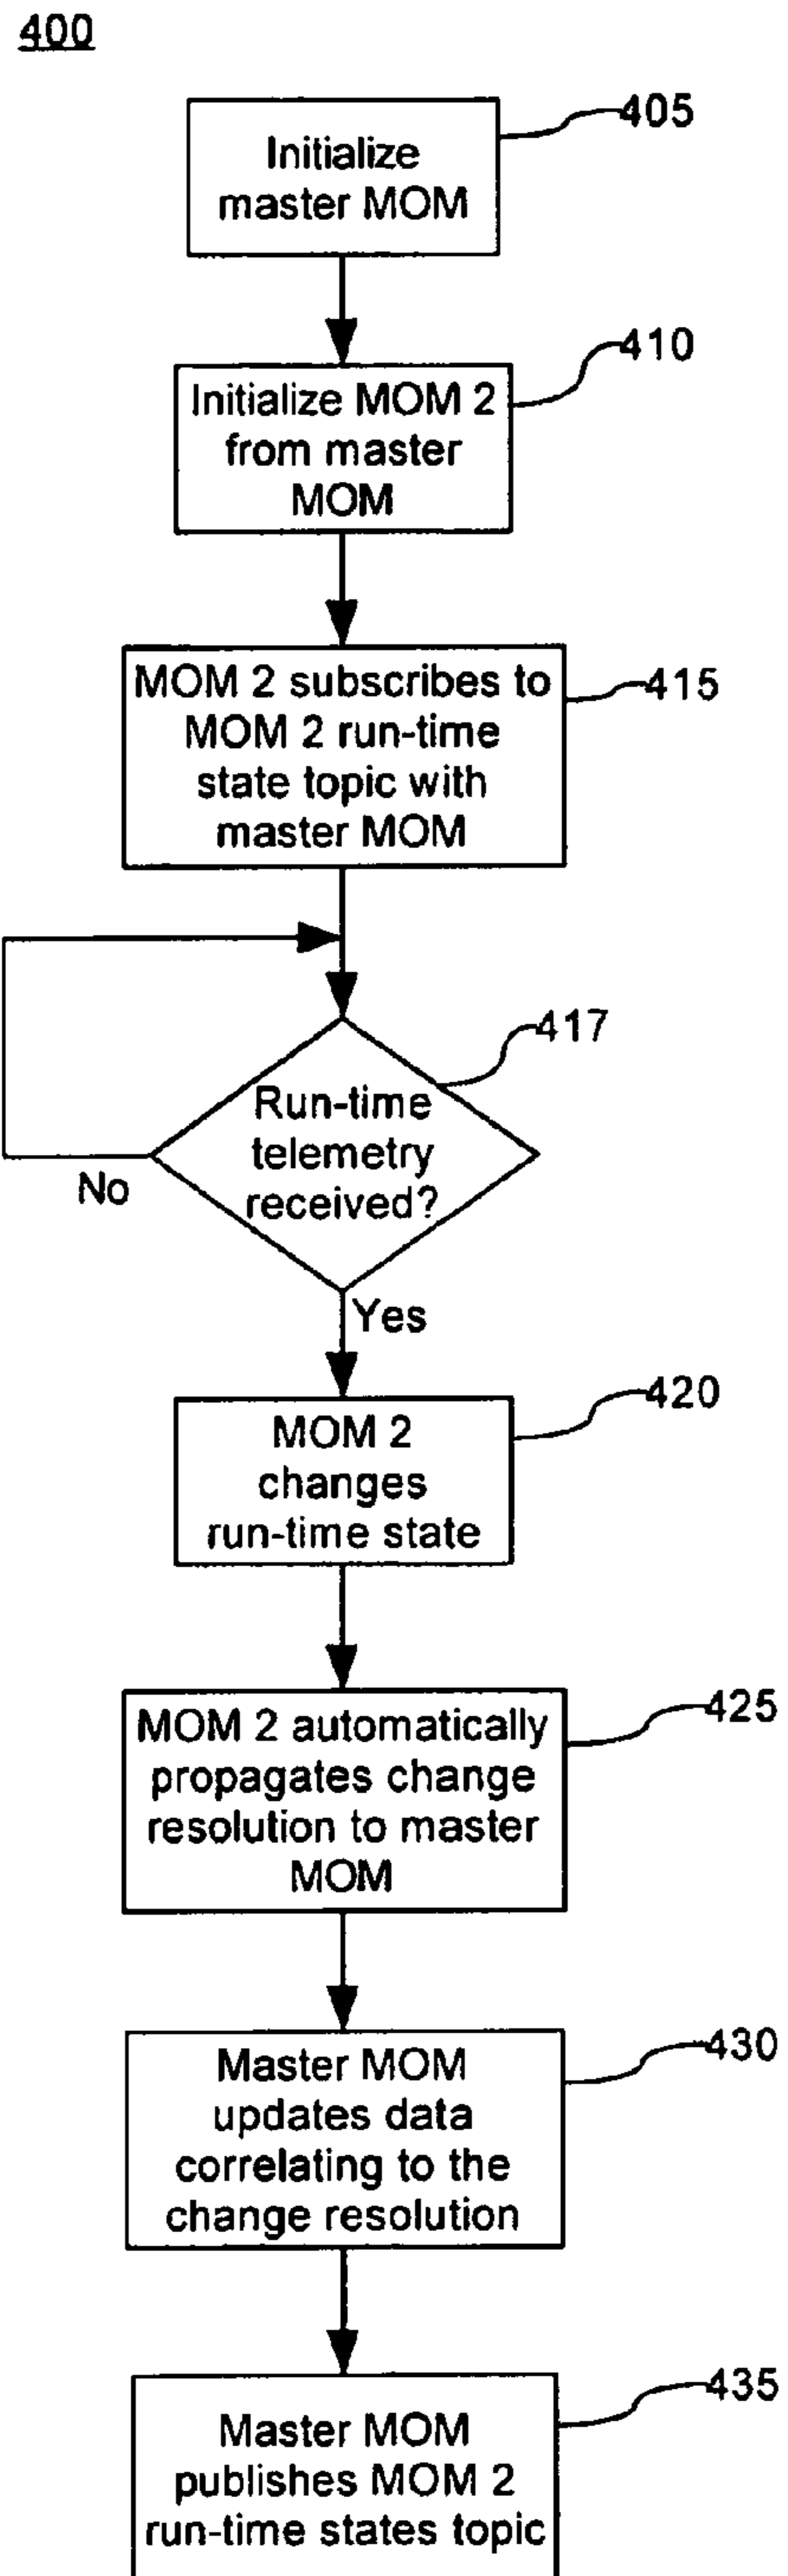 400
405
Initialize
master MOM
410
Initialize MOM 2
from master
MOM
415
MOM 2 subscribes to
MOM 2 run-time
state topic with
master MOM
417
Run-time
telemetry
received?
No
Yes
420
MOM 2
changes
run-time state
425
MOM 2 automatically
propagates change
resolution to master
MOM
430
Master MOM
updates data
correlating to the
change resolution
435
Master MOM
publishes MOM 2
run-time states topic